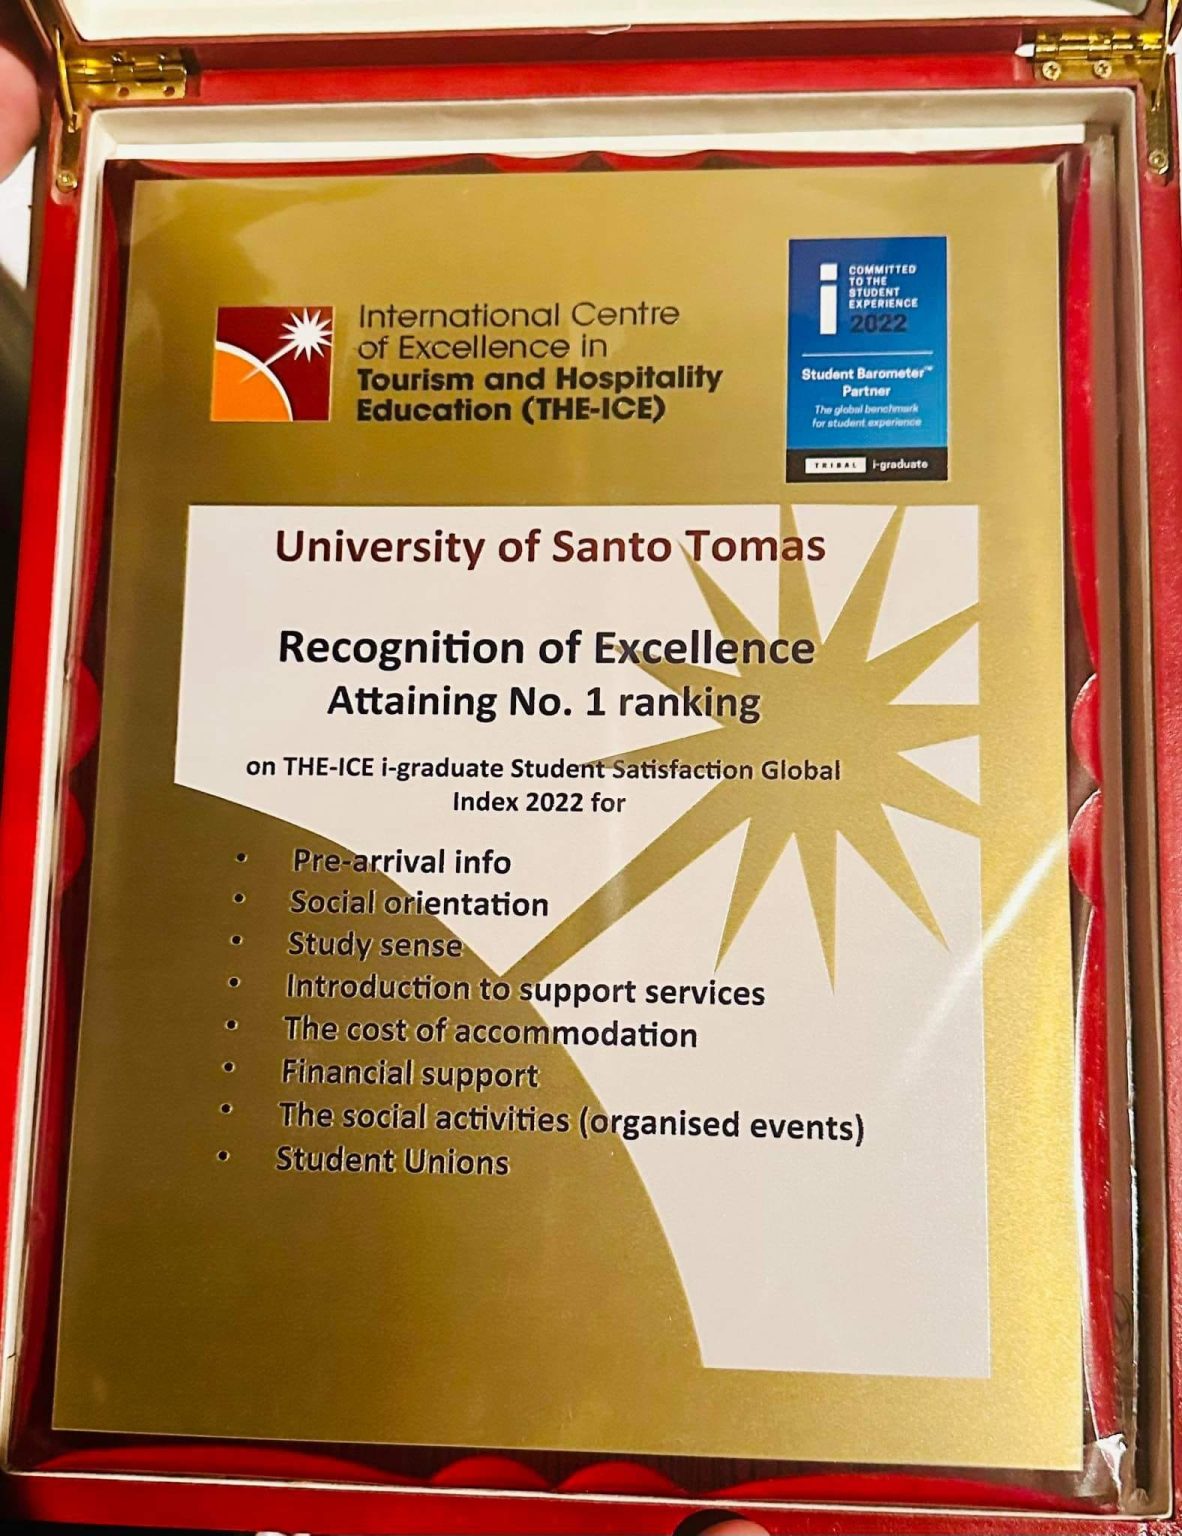 International Centre
of Excellence in
Tourism and Hospitality
Education (THE-ICE)
COMMITTED
TO THE
STUDENT
EXPERIENCE
2022
Student Barometer™
Partner
The global benchmark
for student experience
TRIBAL i-graduate
University of Santo Tomas
Recognition of Excellence
Attaining No. 1 ranking
on THE-ICE i-graduate Student Satisfaction Global
Index 2022 for
• Pre-arrival info
• Social orientation
• Study sense
• Introduction to support services
• The cost of accommodation
• Financial support
• The social activities (organised events)
• Student Unions